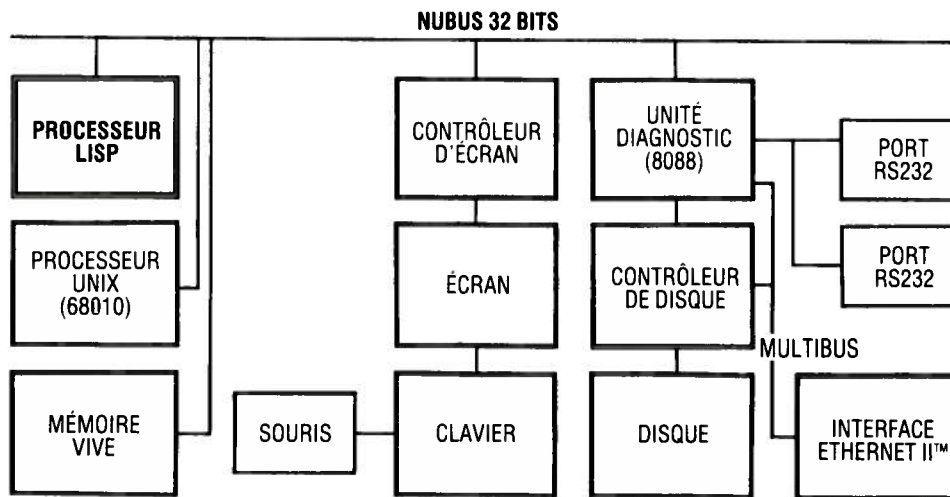 NUBUS 32 BITS
PROCESSEUR
LISP
CONTRÔLEUR
D'ÉCRAN
UNITÉ
DIAGNOSTIC
(8088)
PORT
RS232
PROCESSEUR
UNIX
(68010)
ÉCRAN
CONTRÔLEUR
DE DISQUE
PORT
RS232
MULTIBUS
MÉMOIRE
VIVE
SOURIS
CLAVIER
DISQUE
INTERFACE
ETHERNET II™